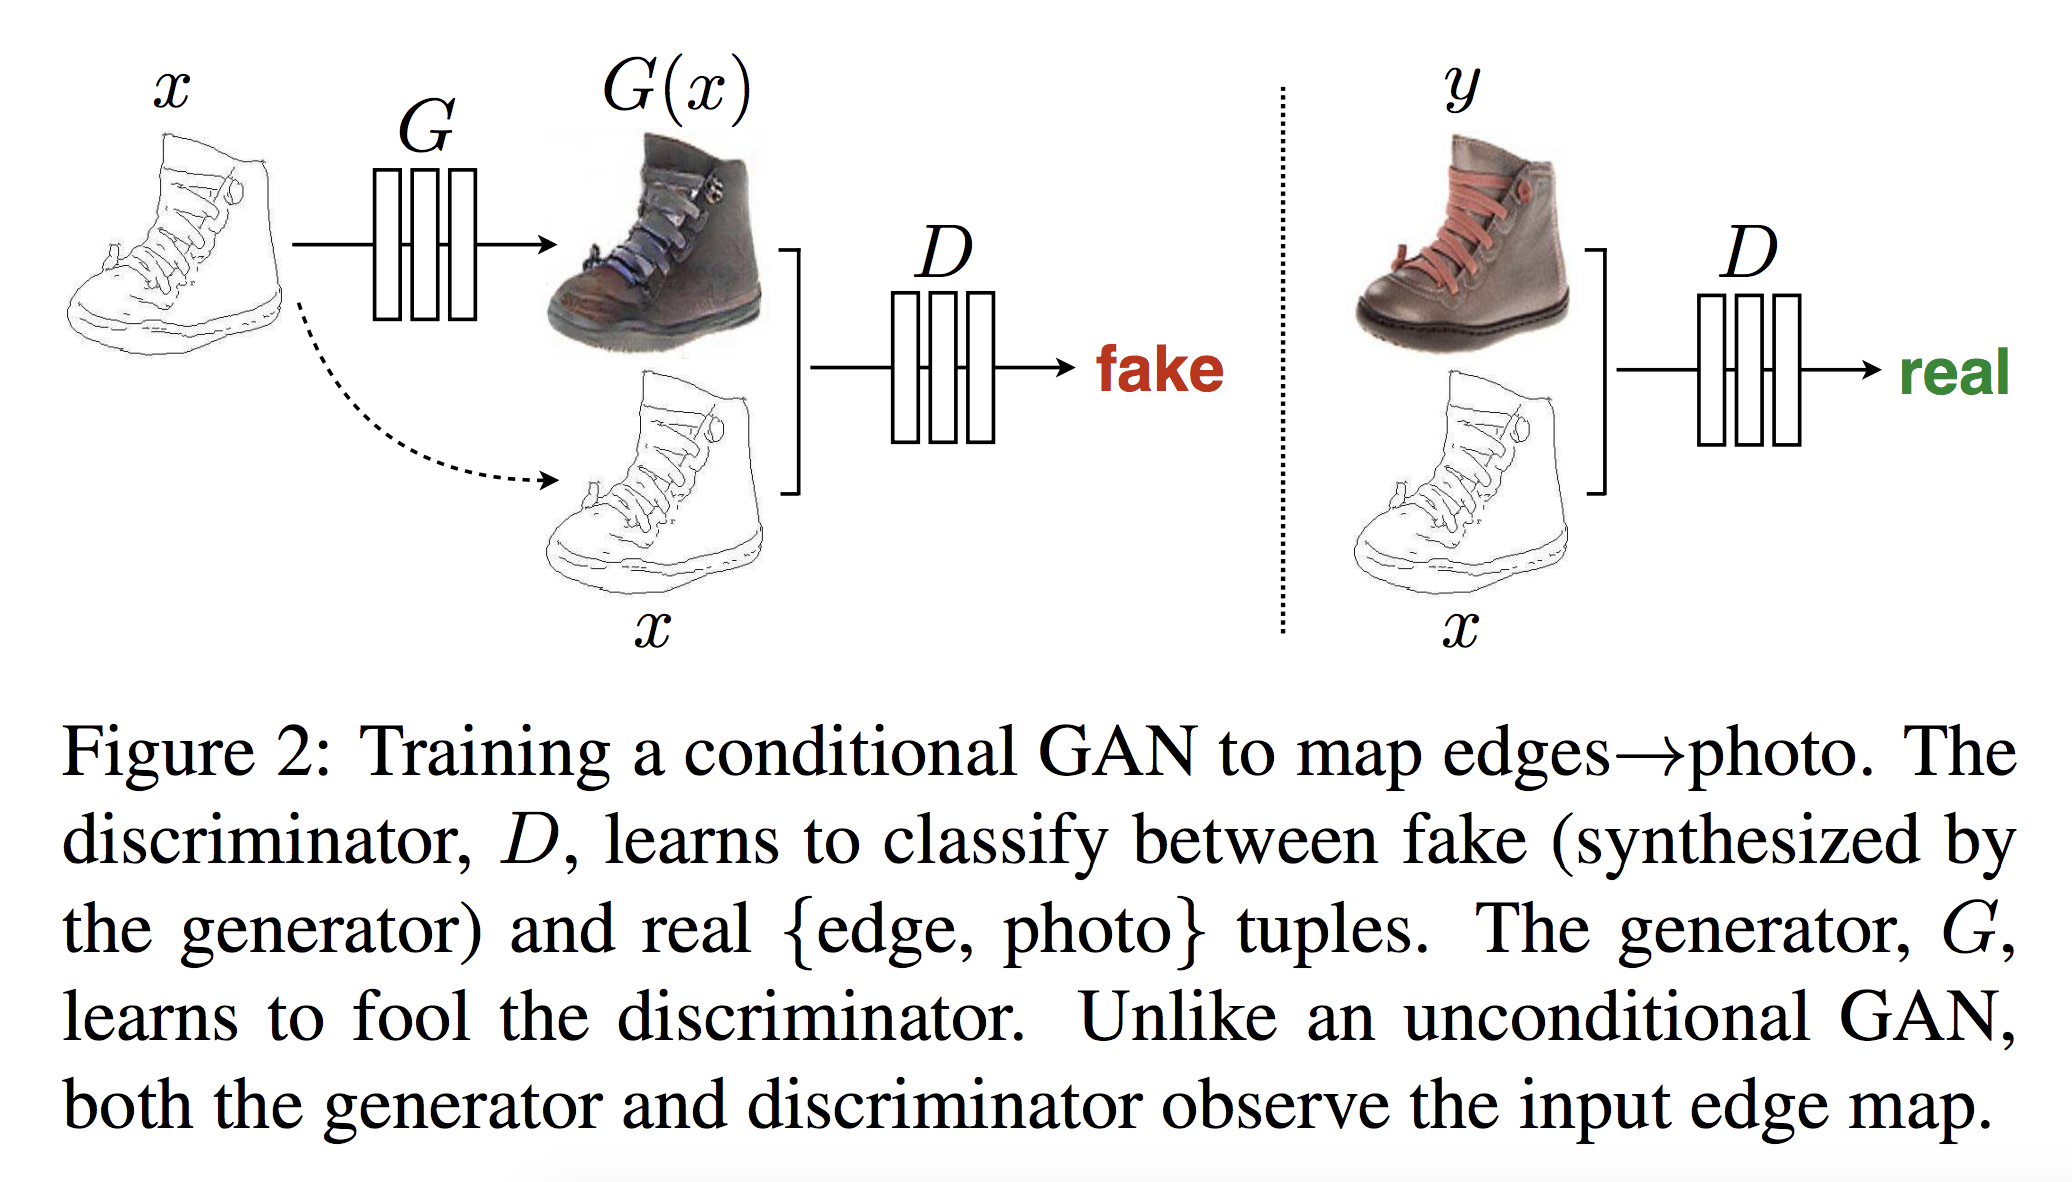 x
G
G(x)
D
fake
x
y
D
real
x
Figure 2: Training a conditional GAN to map edges→photo. The
discriminator, D, learns to classify between fake (synthesized by
the generator) and real {edge, photo} tuples. The generator, G,
learns to fool the discriminator. Unlike an unconditional GAN,
both the generator and discriminator observe the input edge map.